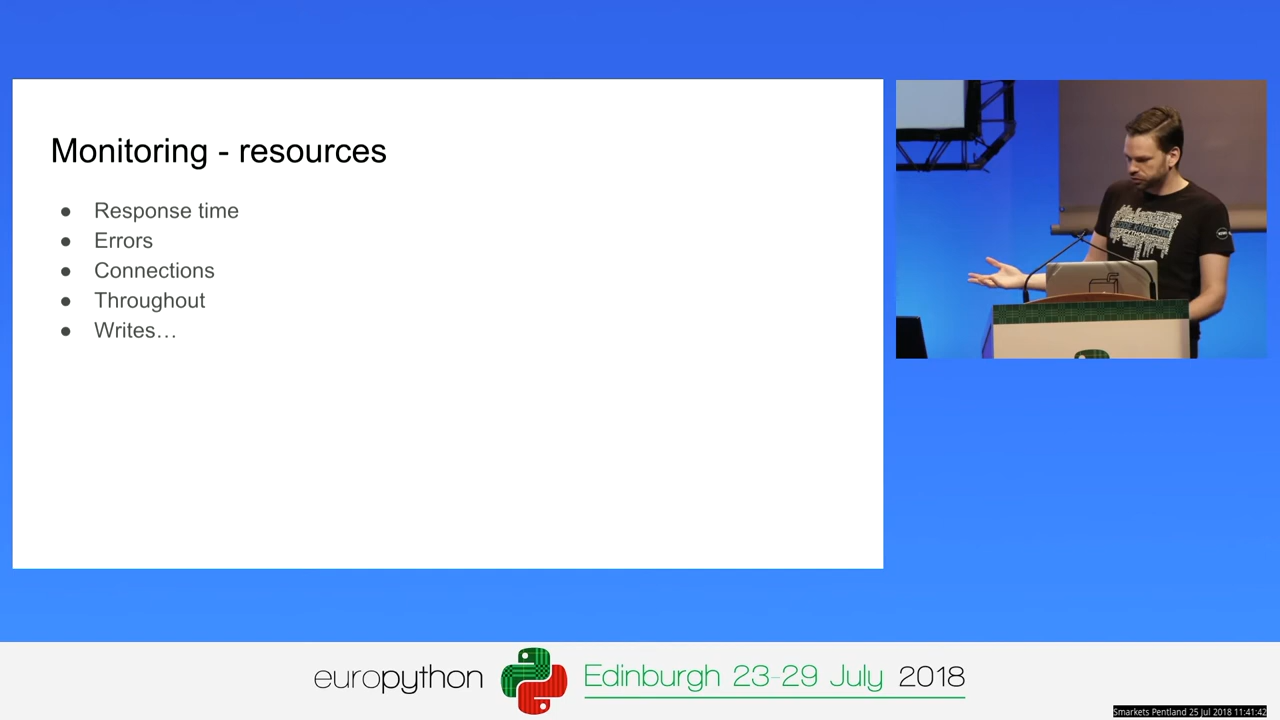 Monitoring - resources
● Response time
● Errors
● Connections
● Throughout
● Writes…
europython
Edinburgh 23-29 July 2018
Smarkets Pentland 25 Jul 2018 11:41:42